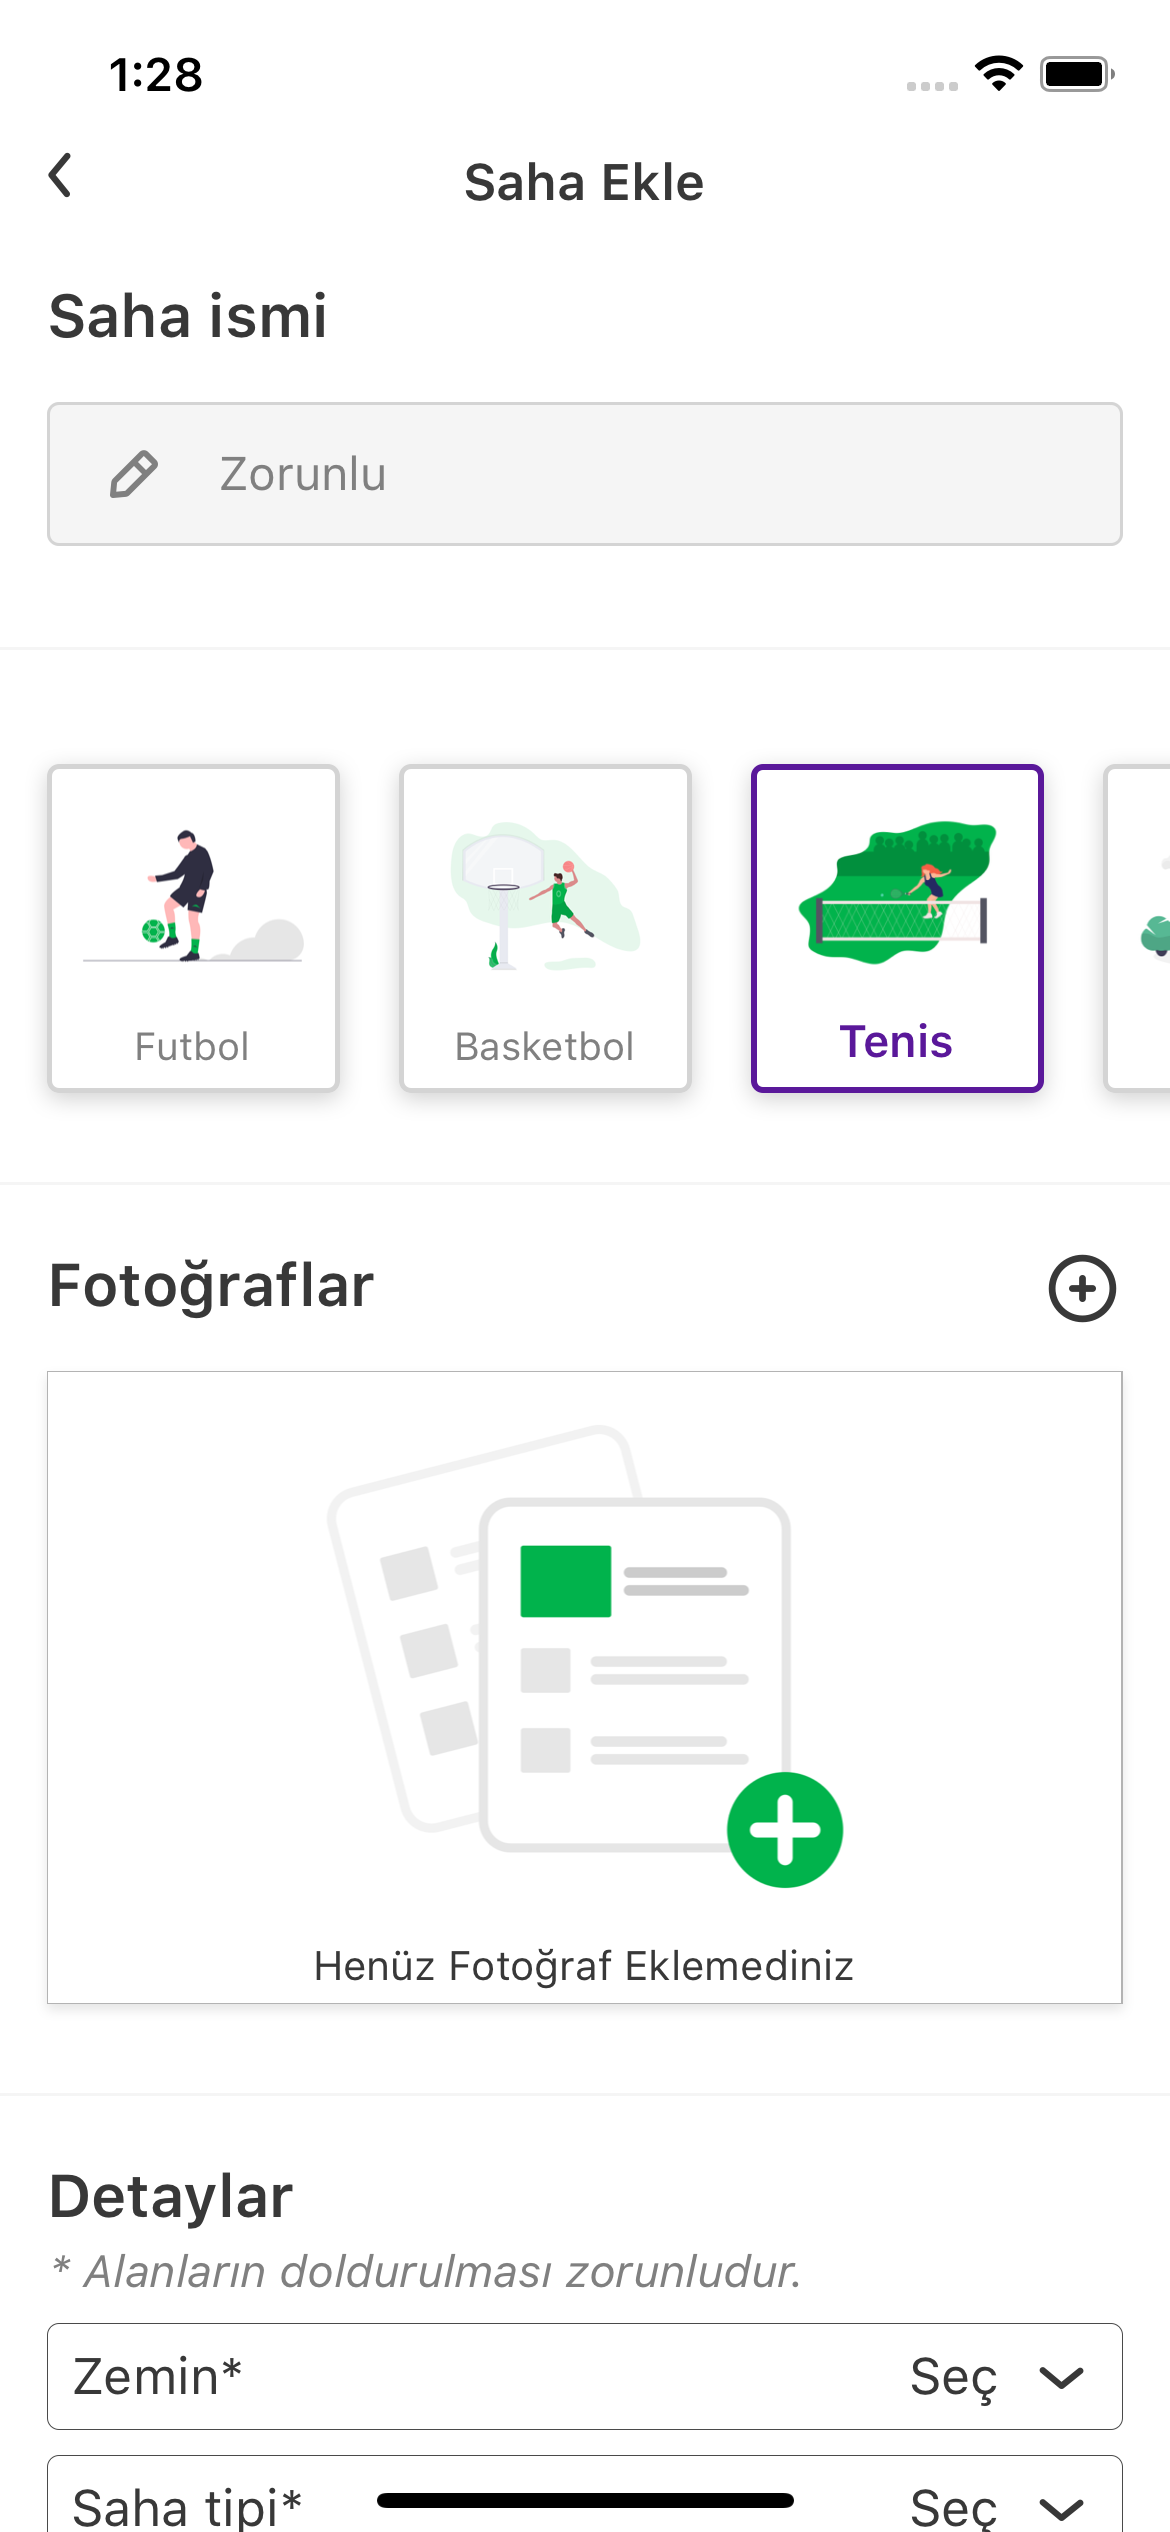 1:28
Saha Ekle
Saha ismi
Zorunlu
Futbol
Basketbol
Tenis
Fotoğraflar
Henüz Fotoğraf Eklemediniz
Detaylar
* Alanların doldurulması zorunludur.
Zemin* Seç
Saha tipi* Seç